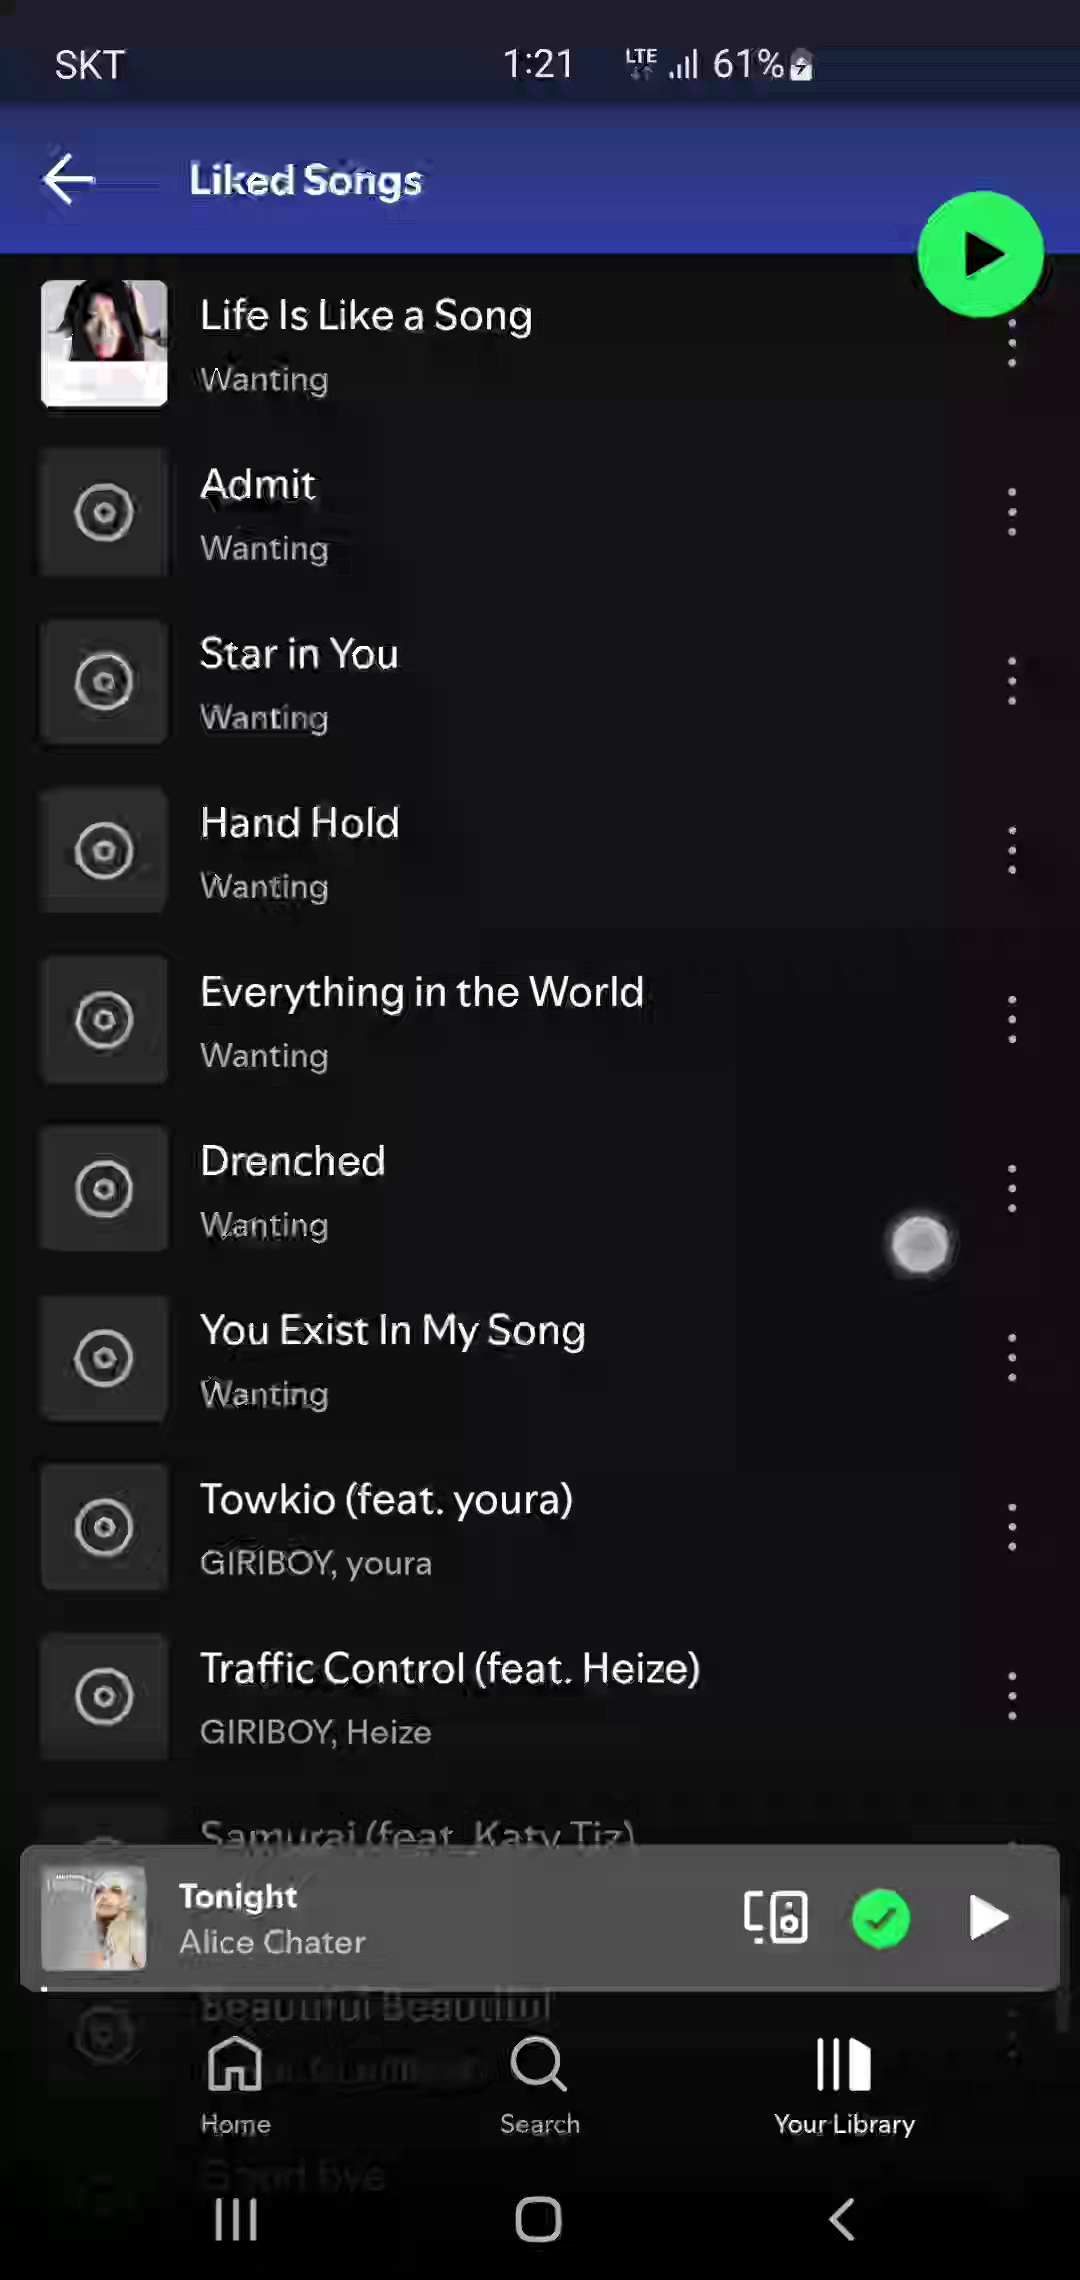 SKT 1:21 LTE 61%
Liked Songs
Life Is Like a Song
Wanting
Admit
Wanting
Star in You
Wanting
Hand Hold
Wanting
Everything in the World
Wanting
Drenched
Wanting
You Exist In My Song
Wanting
Towkio (feat. youra)
GIRIBOY, youra
Traffic Control (feat. Heize)
GIRIBOY, Heize
Samurai (feat. Katy Tiz)
Tonight
Alice Chater
Beautiful Beautiful
Home Search Your Library
Good bye